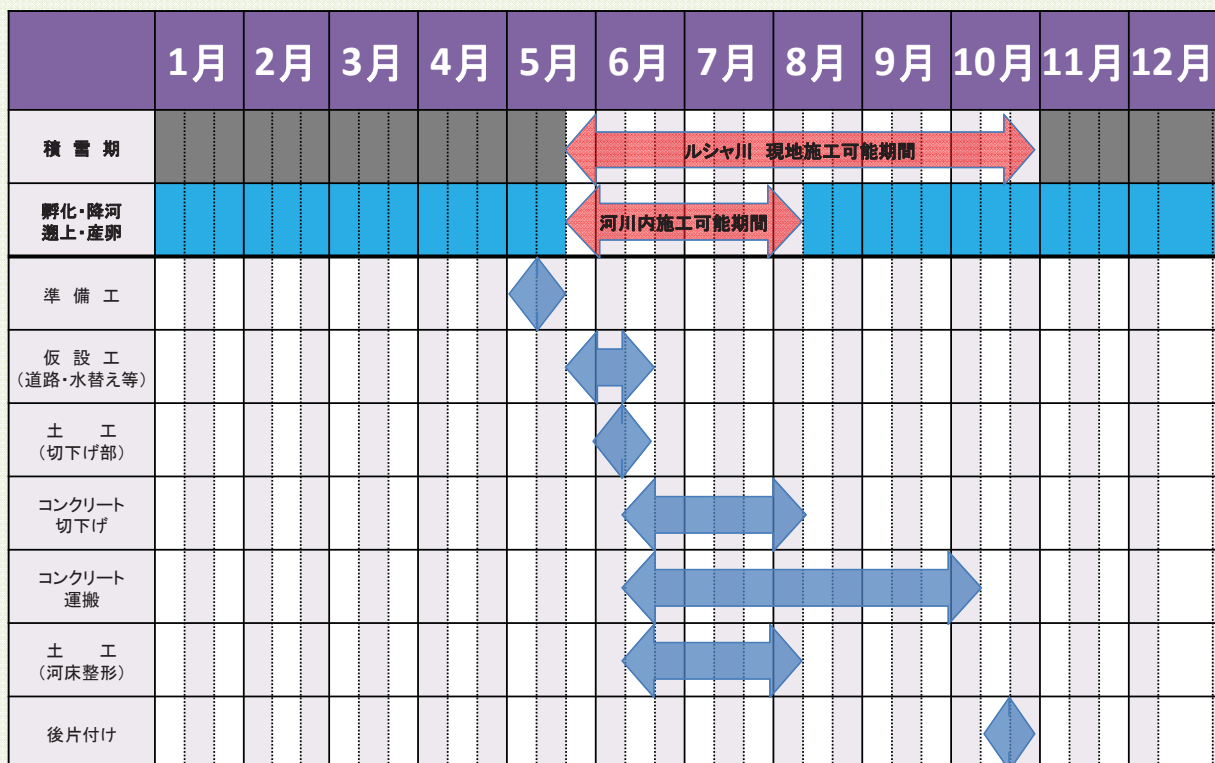 1月 2月 3月 4月 5月 6月 7月 8月 9月 10月 11月 12月
積 雪 期
ルシャ川 現地施工可能期間
孵化・降河
遡上・産卵
河川内施工可能期間
準 備 工
仮 設 工
（道路・水替え等）
土 工
（切下げ部）
コンクリート
切下げ
コンクリート
運搬
土 工
（河床整形）
後片付け